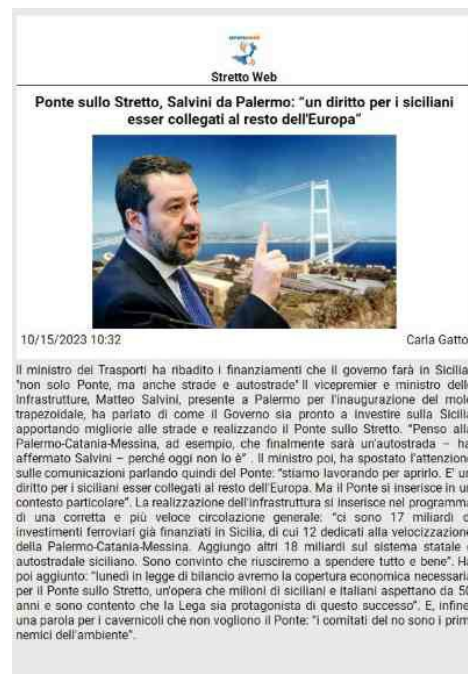 Stretto Web
Ponte sullo Stretto, Salvini da Palermo: "un diritto per i siciliani
esser collegati al resto dell'Europa"
10/15/2023 10:32
Carla Gatto
Il ministro dei Trasporti ha ribadito i finanziamenti che il governo farà in Sicilia
"non solo Ponte, ma anche strade e autostrade" Il vicepremier e ministro dell
Infrastrutture, Matteo Salvini, presente a Palermo per l'inaugurazione del mol
trapezoidale, ha parlato di come il Governo sia pronto a investire sulla Sicili
apportando migliorie alle strade e realizzando il Ponte sullo Stretto. "Penso all
Palermo-Catania-Messina, ad esempio, che finalmente sarà un'autostrada – ha
affermato Salvini – perché oggi non lo è" . Il ministro poi, ha spostato l'attenzion
sulle comunicazioni parlando quindi del Ponte: "stiamo lavorando per aprirlo. E' un
diritto per i siciliani esser collegati al resto dell'Europa. Ma il Ponte si inserisce in u
contesto particolare". La realizzazione dell'infrastruttura si inserisce nel programm
di una corretta e più veloce circolazione generale: "ci sono 17 miliardi d
investimenti ferroviari già finanziati in Sicilia, di cui 12 dedicati alla velocizzazion
della Palermo-Catania-Messina. Aggiungo altri 18 miliardi sul sistema statale
autostradale siciliano. Sono convinto che riusciremo a spendere tutto e bene". Ha
poi aggiunto: "lunedì in legge di bilancio avremo la copertura economica necessari
per il Ponte sullo Stretto, un'opera che milioni di siciliani e italiani aspettano da 50
anni e sono contento che la Lega sia protagonista di questo successo". E, infine
una parola per i cavernicoli che non vogliono il Ponte: "i comitati del no sono i prim
nemici dell'ambiente".